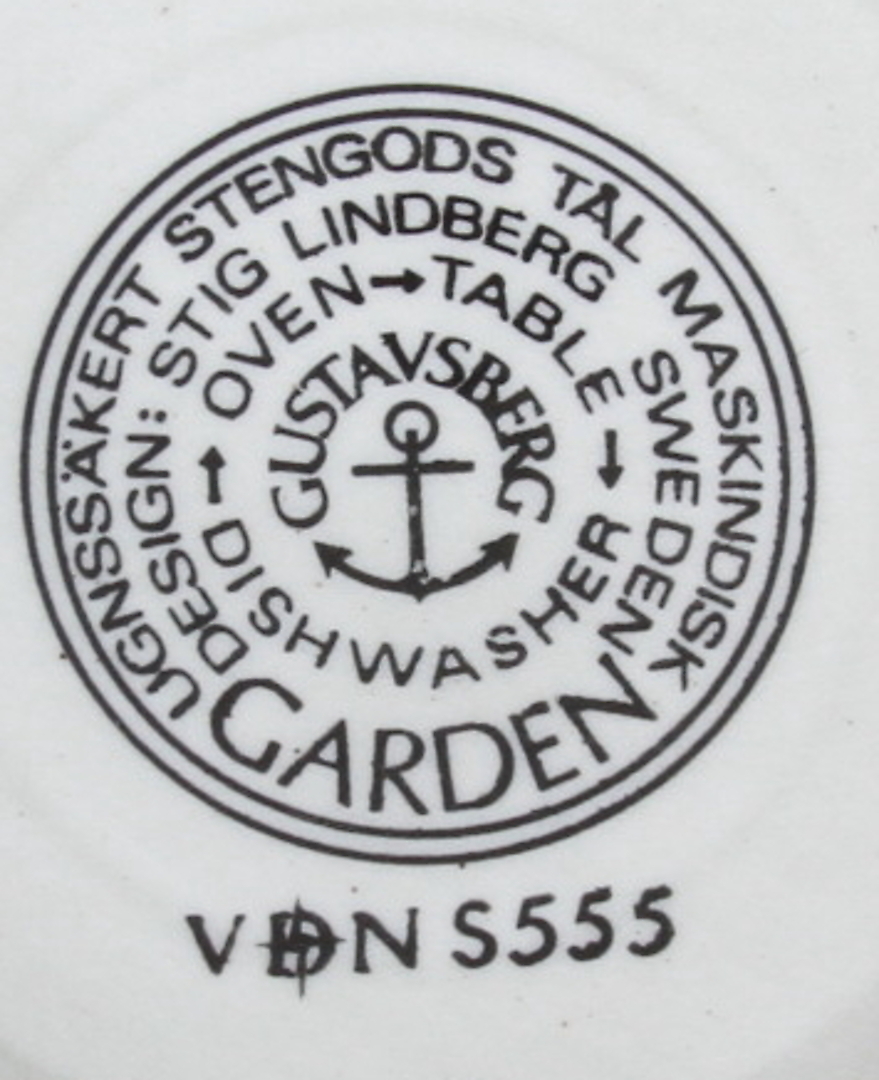 UGNSSÄKERT STENGODS TÅL MASKINDISK
DESIGN: STIG LINDBERG SWEDEN
OVEN → TABLE → DISHWASHER →
GUSTAVSBERG
GARDEN
VDN S555